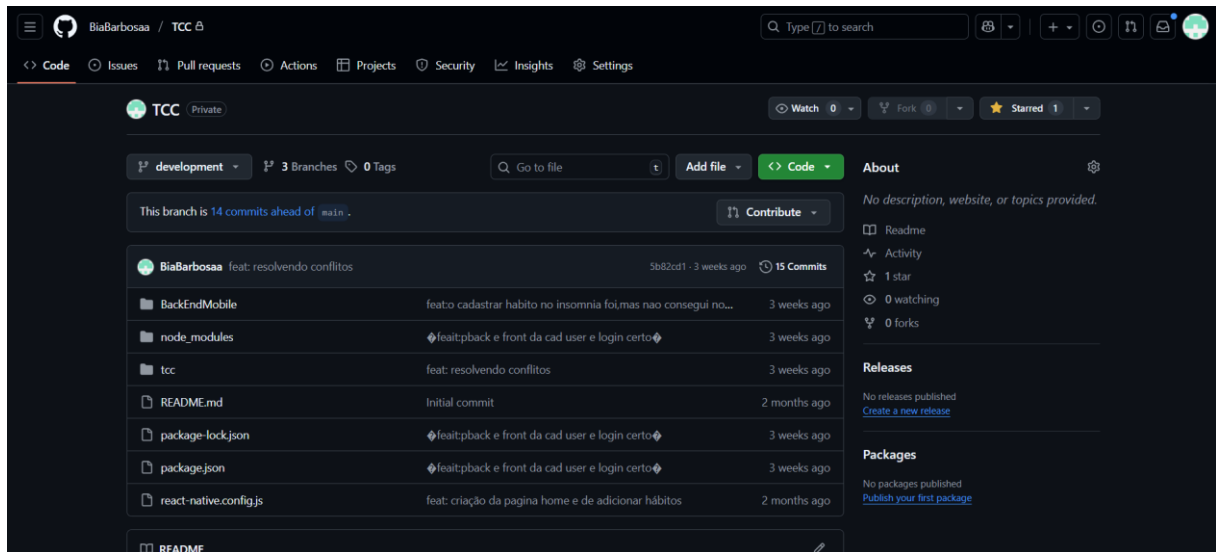 BiaBarbosaa / TCC
Type / to search
Code Issues Pull requests Actions Projects Security Insights Settings
TCC Private
Watch 0 Fork 0 Starred 1
development 3 Branches 0 Tags Go to file t Add file Code
This branch is 14 commits ahead of main .
Contribute
BiaBarbosaa feat: resolvendo conflitos 5b82cd1 · 3 weeks ago 15 Commits
BackEndMobile feat:o cadastrar habito no insomnia foi,mas nao consegui no... 3 weeks ago
node_modules �feait:pback e front da cad user e login certo� 3 weeks ago
tcc feat: resolvendo conflitos 3 weeks ago
README.md Initial commit 2 months ago
package-lock.json �feait:pback e front da cad user e login certo� 3 weeks ago
package.json �feait:pback e front da cad user e login certo� 3 weeks ago
react-native.config.js feat: criação da pagina home e de adicionar hábitos 2 months ago
README
About
No description, website, or topics provided.
Readme
Activity
1 star
0 watching
0 forks
Releases
No releases published
Create a new release
Packages
No packages published
Publish your first package